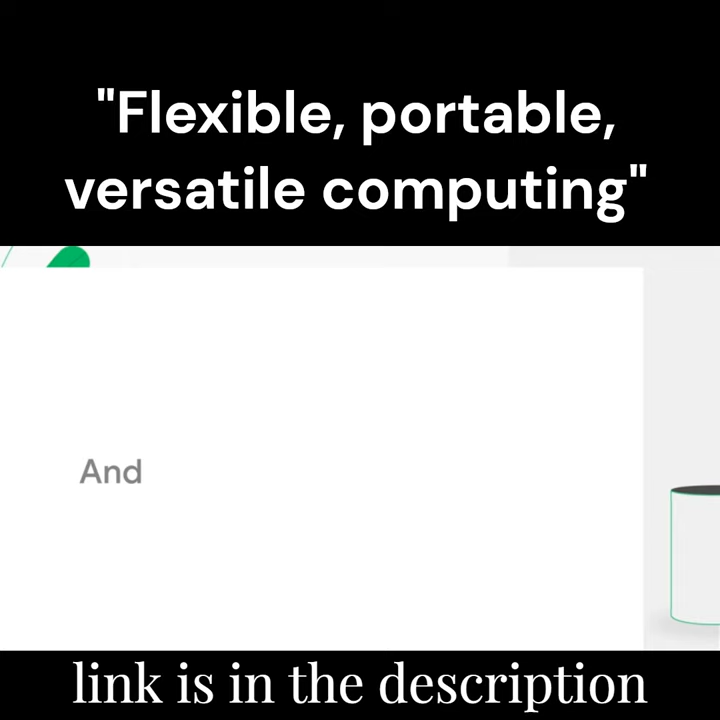 "Flexible, portable,
versatile computing"
And
link is in the description